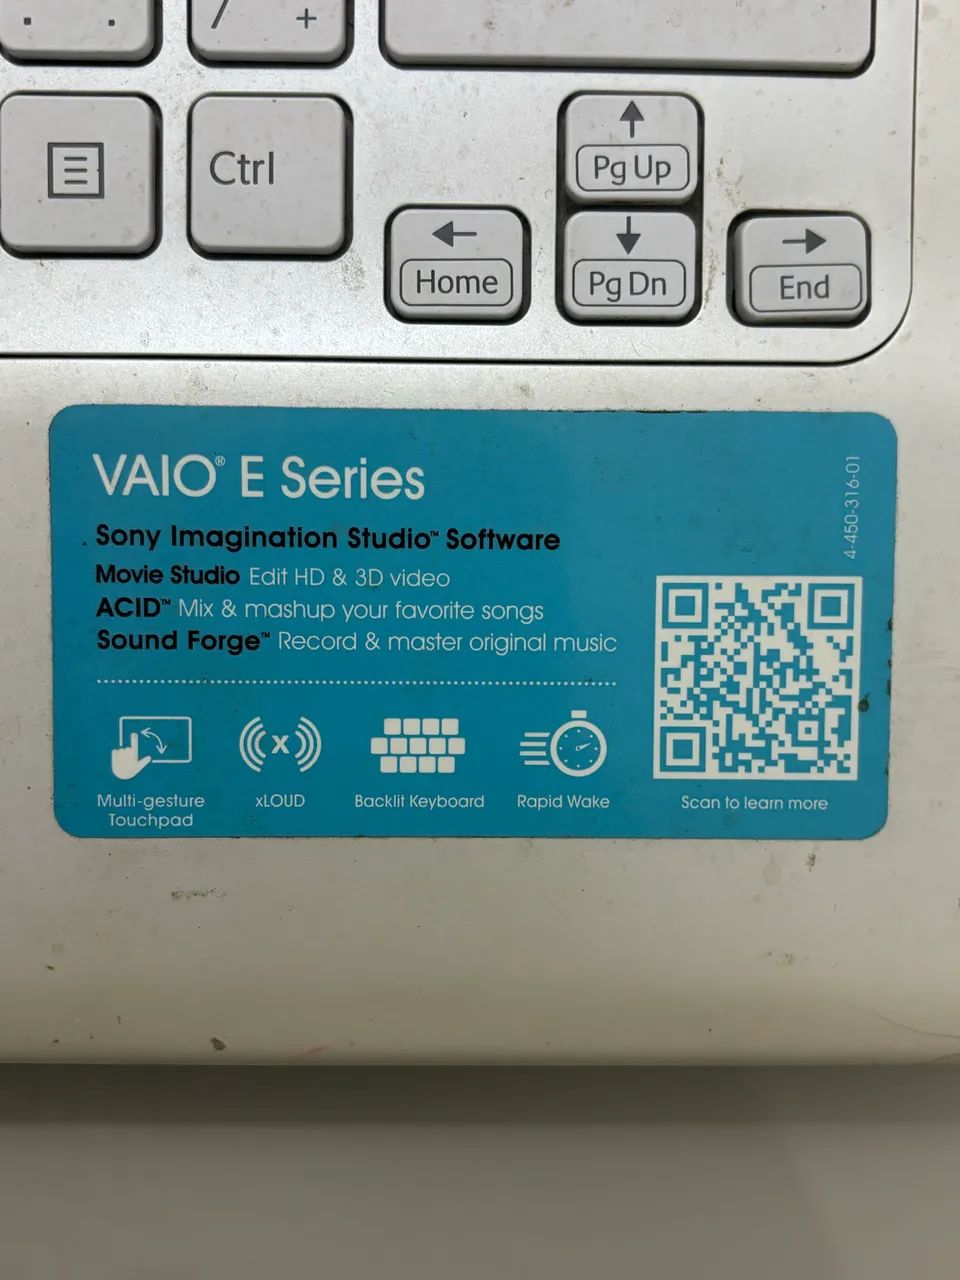 / +
Ctrl
Pg Up
Home
Pg Dn
End
VAIO® E Series
4-450-316-01
Sony Imagination Studio™ Software
Movie Studio Edit HD & 3D video
ACID™ Mix & mashup your favorite songs
Sound Forge™ Record & master original music
x
Multi-gesture
Touchpad
xLOUD
Backlit Keyboard
Rapid Wake
Scan to learn more